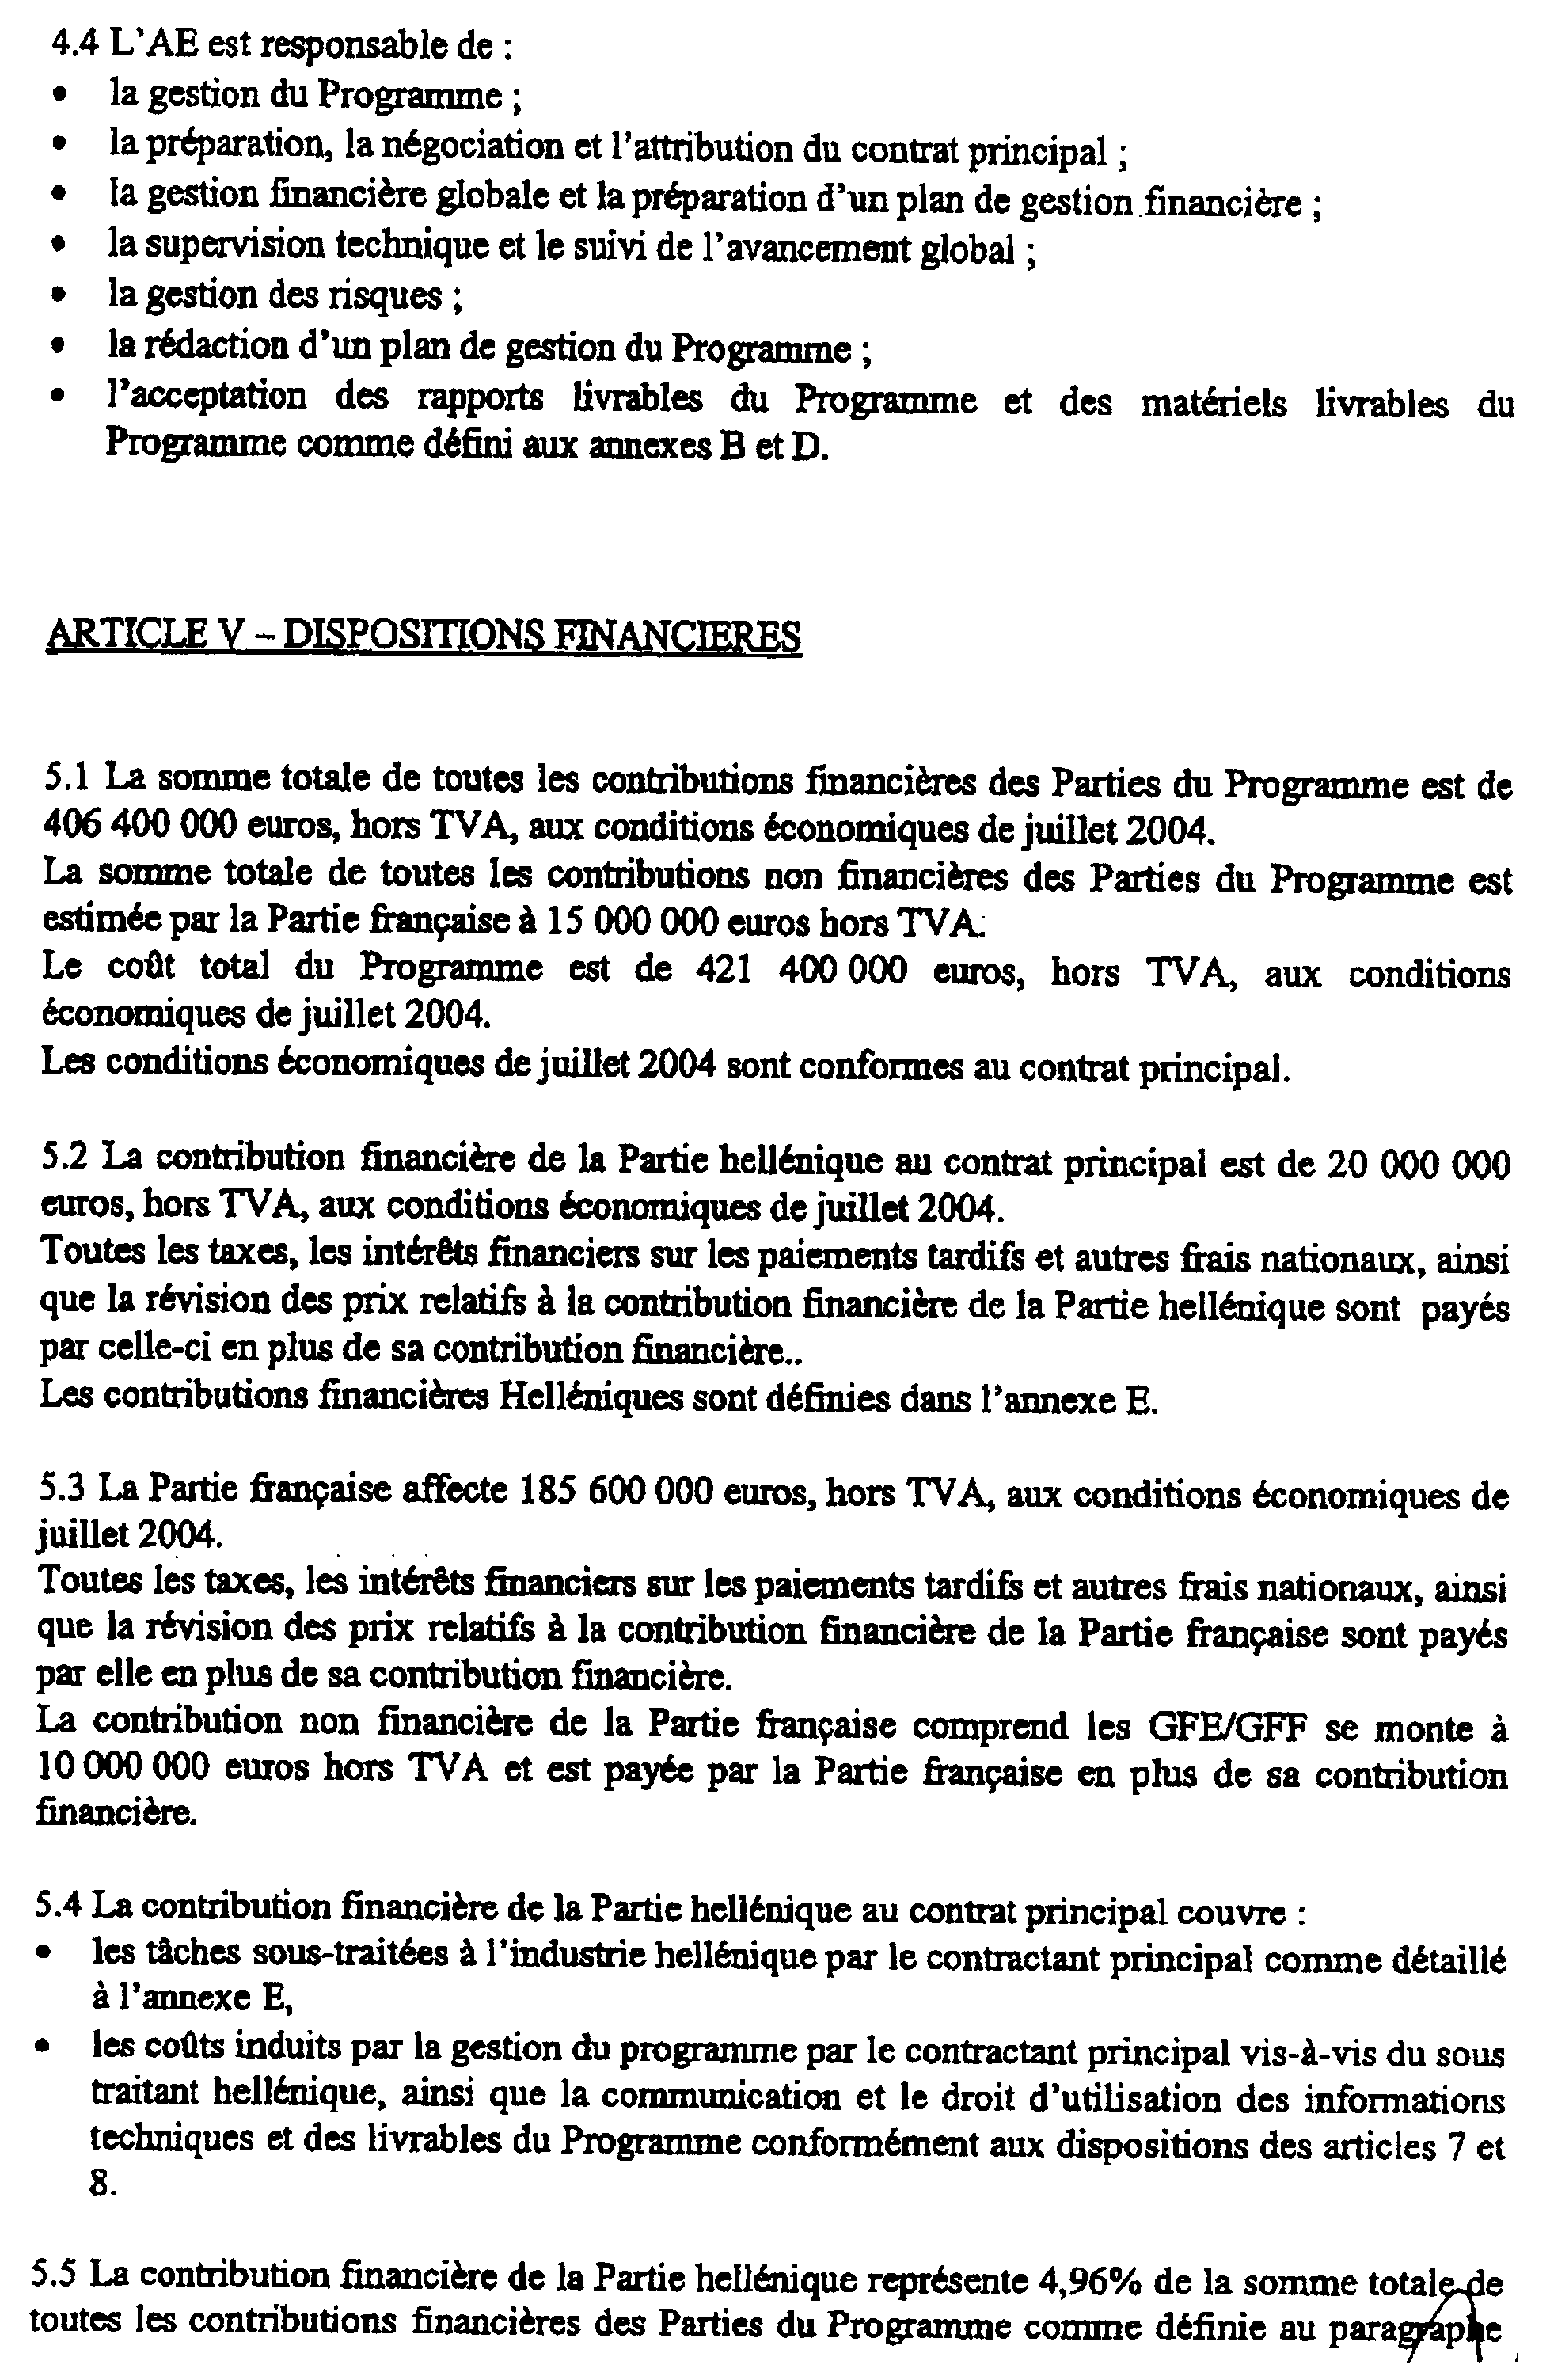 4.4 L'AE est responsable de :
• la gestion du Programme ;
• la préparation, la négociation et l'attribution du contrat principal ;
• la gestion financière globale et la préparation d'un plan de gestion financière ;
• la supervision technique et le suivi de l'avancement global ;
• la gestion des risques ;
• la rédaction d'un plan de gestion du Programme ;
• l'acceptation des rapports livrables du Programme et des matériels livrables du
Programme comme défini aux annexes B et D.
ARTICLE V – DISPOSITIONS FINANCIERES
5.1 La somme totale de toutes les contributions financières des Parties du Programme est de
406 400 000 euros, hors TVA, aux conditions économiques de juillet 2004.
La somme totale de toutes les contributions non financières des Parties du Programme est
estimée par la Partie française à 15 000 000 euros hors TVA.
Le coût total du Programme est de 421 400 000 euros, hors TVA, aux conditions
économiques de juillet 2004.
Les conditions économiques de juillet 2004 sont conformes au contrat principal.
5.2 La contribution financière de la Partie hellénique au contrat principal est de 20 000 000
euros, hors TVA, aux conditions économiques de juillet 2004.
Toutes les taxes, les intérêts financiers sur les paiements tardifs et autres frais nationaux, ainsi
que la révision des prix relatifs à la contribution financière de la Partie hellénique sont payés
par celle-ci en plus de sa contribution financière..
Les contributions financières Helléniques sont définies dans l'annexe E.
5.3 La Partie française affecte 185 600 000 euros, hors TVA, aux conditions économiques de
juillet 2004.
Toutes les taxes, les intérêts financiers sur les paiements tardifs et autres frais nationaux, ainsi
que la révision des prix relatifs à la contribution financière de la Partie française sont payés
par elle en plus de sa contribution financière.
La contribution non financière de la Partie française comprend les GFE/GFF se monte à
10 000 000 euros hors TVA et est payée par la Partie française en plus de sa contribution
financière.
5.4 La contribution financière de la Partie hellénique au contrat principal couvre :
• les tâches sous-traitées à l'industrie hellénique par le contractant principal comme détaillé
à l'annexe E,
• les coûts induits par la gestion du programme par le contractant principal vis-à-vis du sous
traitant hellénique, ainsi que la communication et le droit d'utilisation des informations
techniques et des livrables du Programme conformément aux dispositions des articles 7 et
8.
5.5 La contribution financière de la Partie hellénique représente 4,96% de la somme totale de
toutes les contributions financières des Parties du Programme comme définie au paragraphe